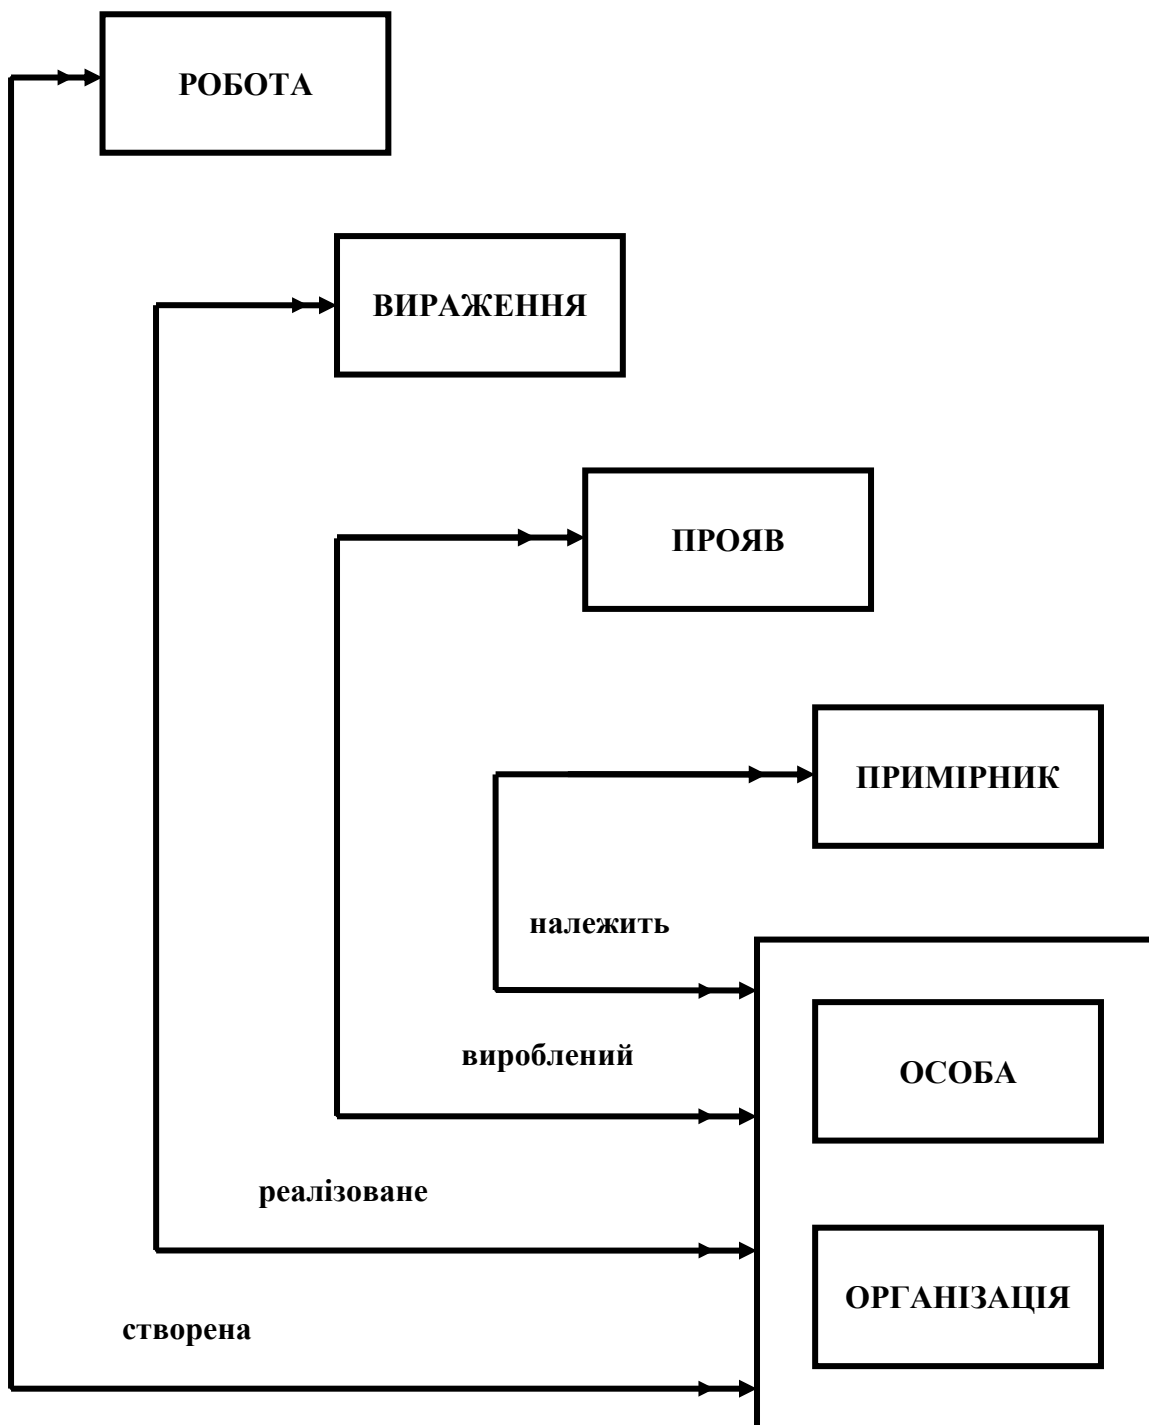 РОБОТА
ВИРАЖЕННЯ
ПРОЯВ
ПРИМІРНИК
належить
вироблений
ОСОБА
реалізоване
ОРГАНІЗАЦІЯ
створена